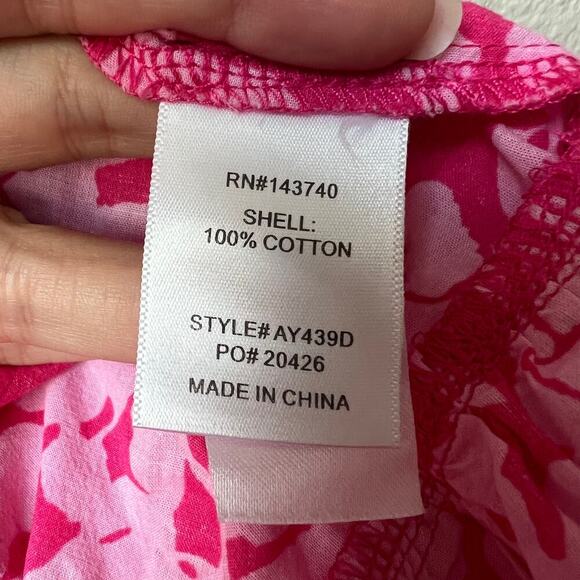 RN#143740
SHELL:
100% COTTON
STYLE# AY439D
PO# 20426
MADE IN CHINA